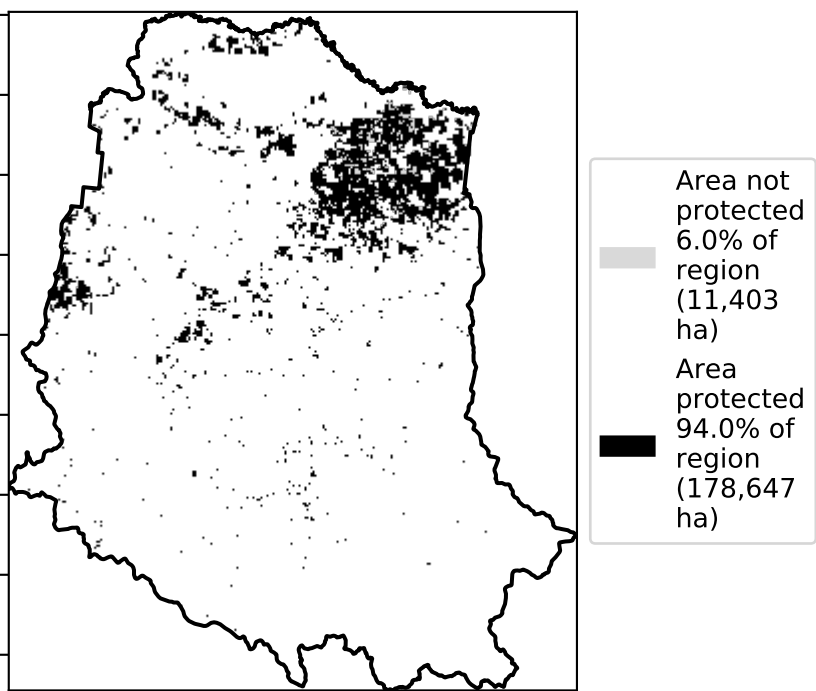 Area not
protected
6.0% of
region
(11,403
ha)
Area
protected
94.0% of
region
(178,647
ha)